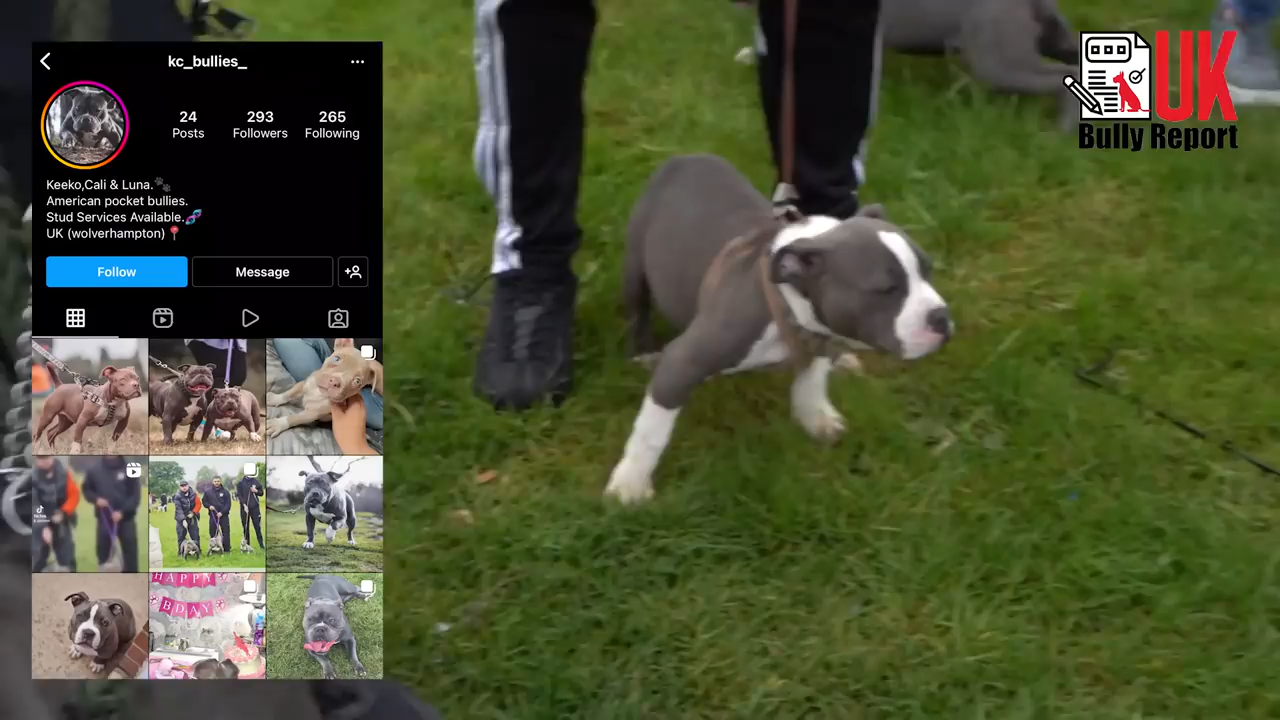 kc_bullies_
24 293 265
Posts Followers Following
Keeko,Cali & Luna.🐾
American pocket bullies.
Stud Services Available.🧬
UK (wolverhampton)📍
Follow Message
HAPPY
BDAY
UK
Bully Report